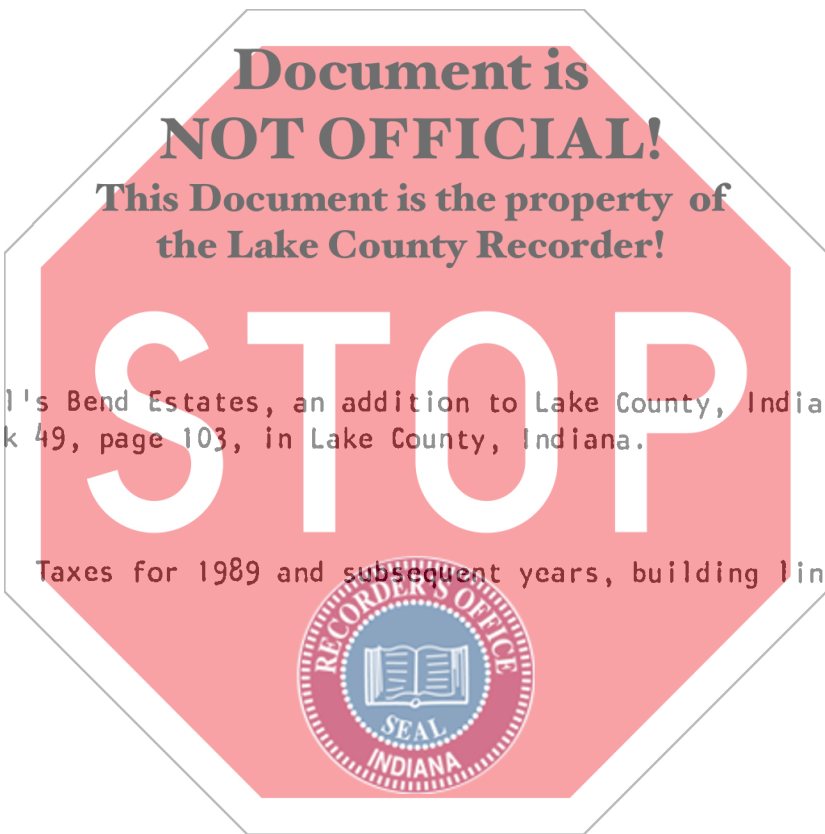 Document is
NOT OFFICIAL!
This Document is the property of
the Lake County Recorder!
STOP
l's Bend Estates, an addition to Lake County, India
k 49, page 103, in Lake County, Indiana.
Taxes for 1989 and subsequent years, building lin
RECORDER'S OFFICE
SEAL
INDIANA